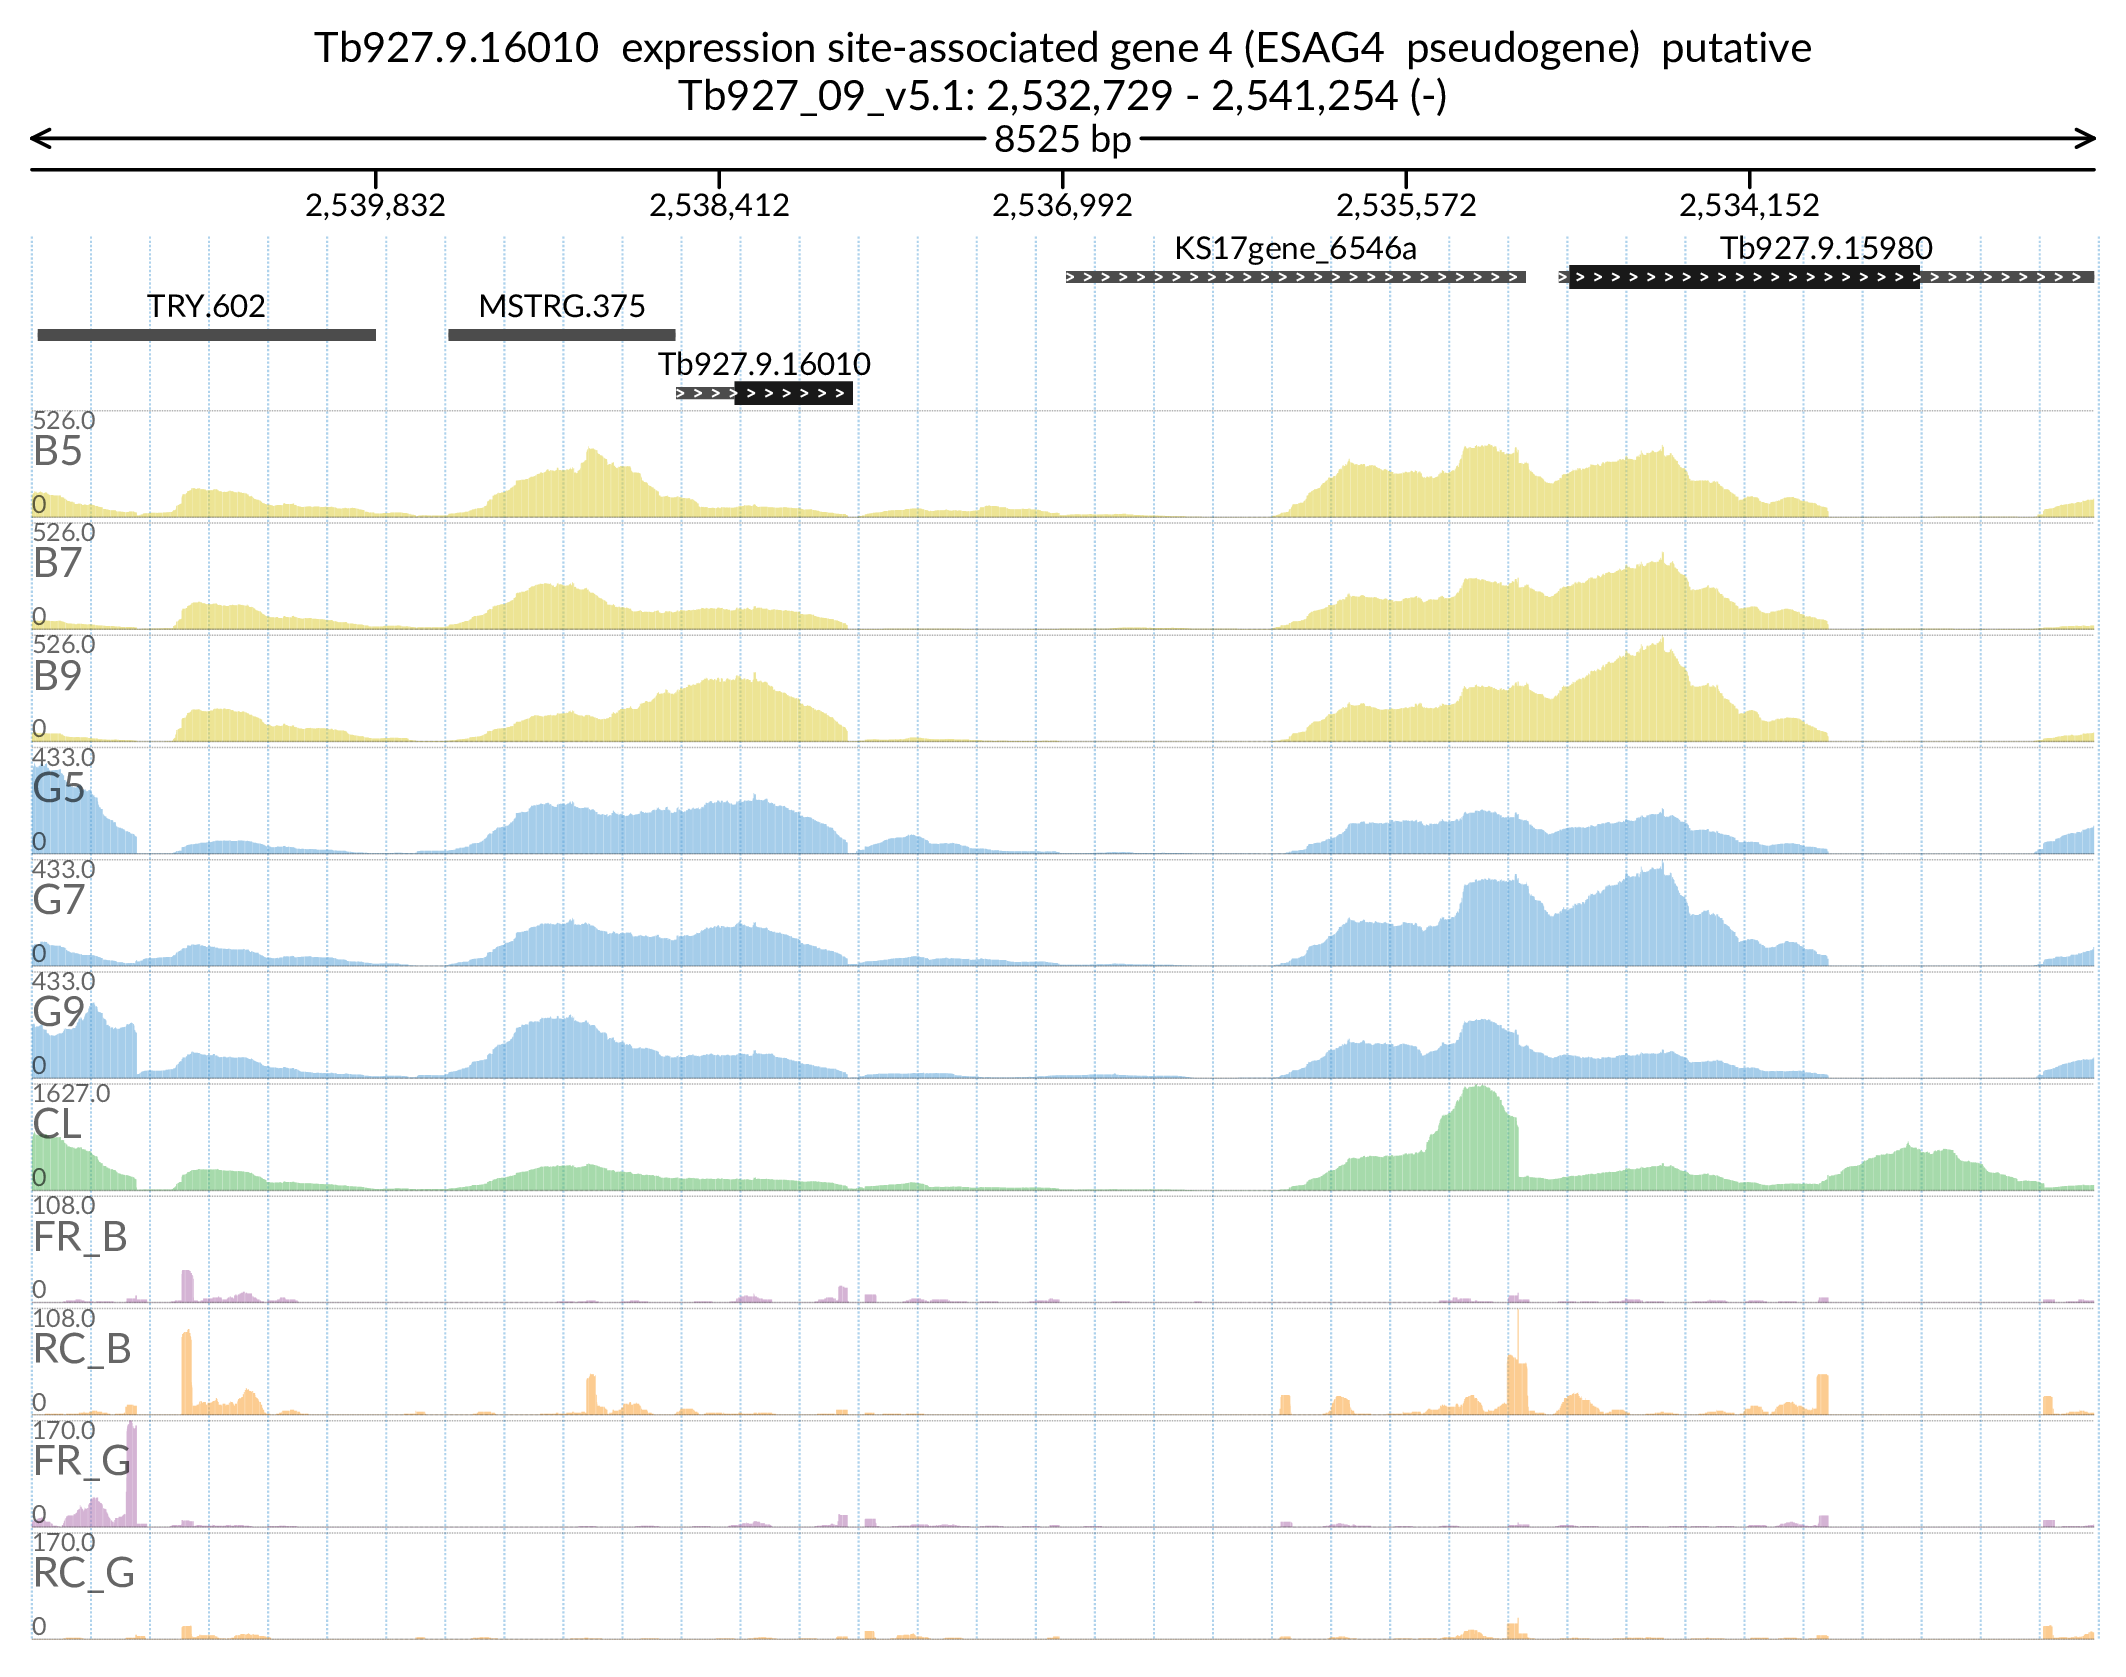 Tb927.9.16010  expression site-associated gene 4 (ESAG4  pseudogene)  putative
Tb927_09_v5.1: 2,532,729 - 2,541,254 (-)
8525 bp
2,539,832 2,538,412 2,536,992 2,535,572 2,534,152
KS17gene_6546a Tb927.9.15980
TRY.602 MSTRG.375
Tb927.9.16010
526.0
B5
0
526.0
B7
0
526.0
B9
0
433.0
G5
0
433.0
G7
0
433.0
G9
0
1627.0
CL
0
108.0
FR_B
0
108.0
RC_B
0
170.0
FR_G
0
170.0
RC_G
0